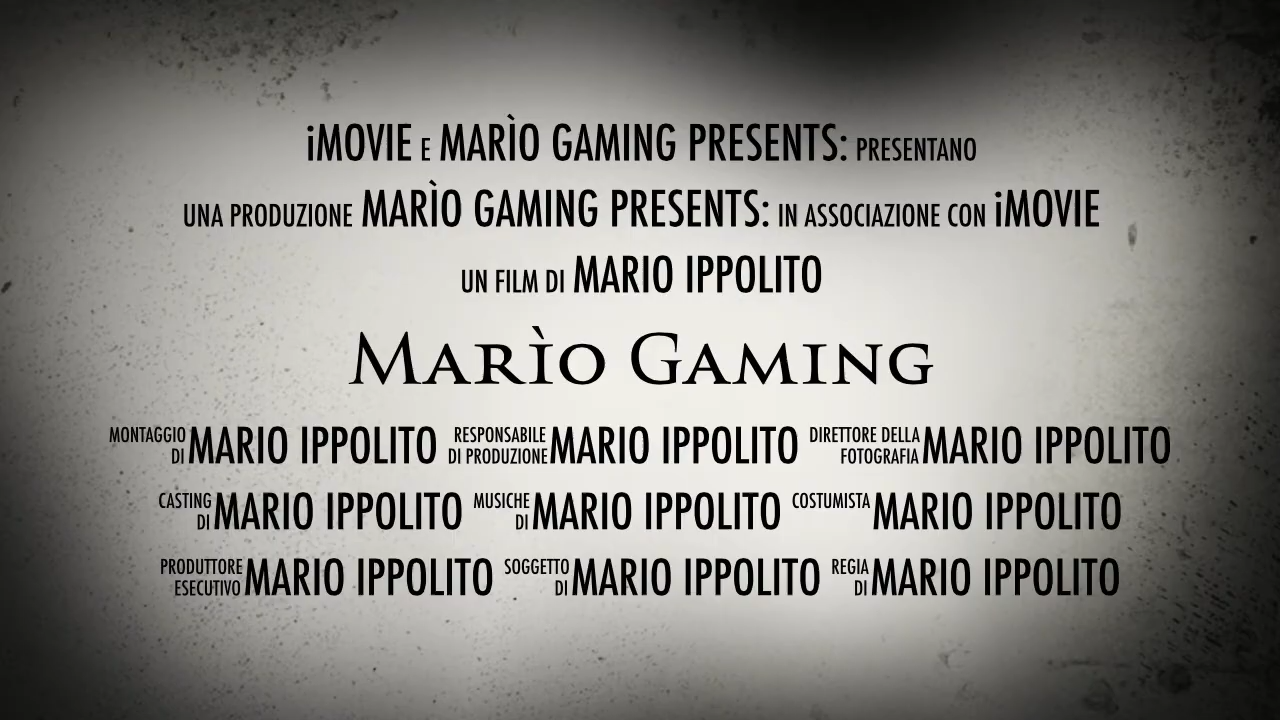 iMOVIE E MARÌO GAMING PRESENTS: PRESENTANO
UNA PRODUZIONE MARÌO GAMING PRESENTS: IN ASSOCIAZIONE CON iMOVIE
UN FILM DI MARIO IPPOLITO
MARÌO GAMING
MONTAGGIO DI MARIO IPPOLITO RESPONSABILE DI PRODUZIONE MARIO IPPOLITO DIRETTORE DELLA FOTOGRAFIA MARIO IPPOLITO
CASTING DI MARIO IPPOLITO MUSICHE DI MARIO IPPOLITO COSTUMISTA MARIO IPPOLITO
PRODUTTORE ESECUTIVO MARIO IPPOLITO SOGGETTO DI MARIO IPPOLITO REGIA DI MARIO IPPOLITO